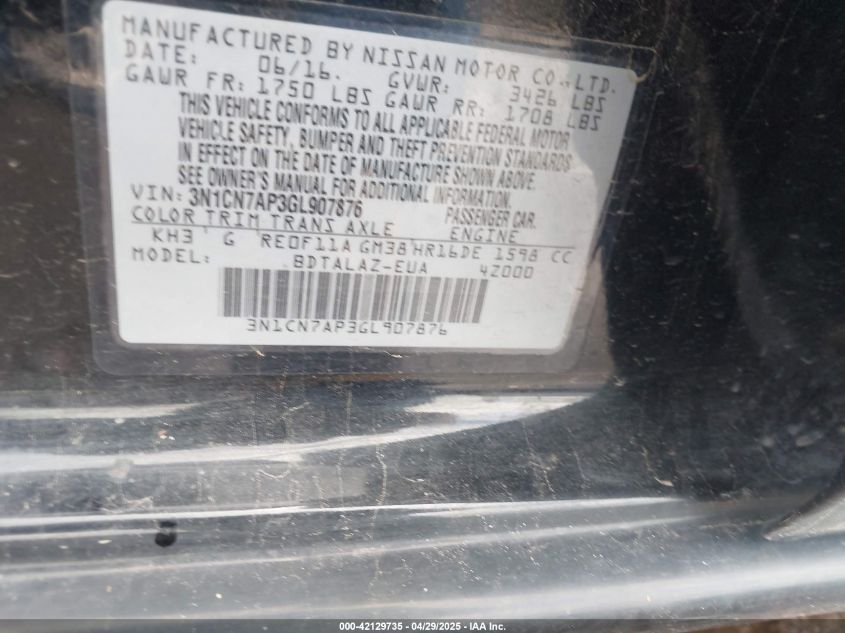 MANUFACTURED BY NISSAN MOTOR CO., LTD.
DATE: 06/16. GVWR: 3426 LBS
GAWR FR: 1750 LBS GAWR RR: 1708 LBS
THIS VEHICLE CONFORMS TO ALL APPLICABLE FEDERAL MOTOR
VEHICLE SAFETY, BUMPER AND THEFT PREVENTION STANDARDS
IN EFFECT ON THE DATE OF MANUFACTURE SHOWN ABOVE.
SEE OWNER'S MANUAL FOR ADDITIONAL INFORMATION.
VIN: 3N1CN7AP3GL907876 PASSENGER CAR.
COLOR TRIM TRANS AXLE ENGINE
KH3 G RE0F11A GM38 HR16DE 1598 CC
MODEL: BDTALAZ-EUA 4Z000
3N1CN7AP3GL907876
000-42129735 - 04/29/2025 - IAA Inc.